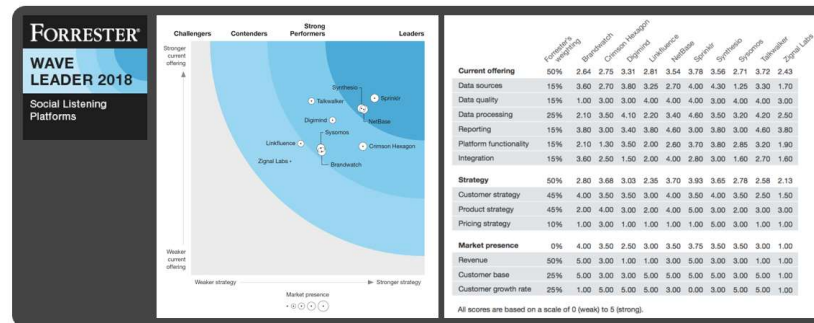 FORRESTER®
WAVE
LEADER 2018
Social Listening
Platforms
Challengers Contenders Strong Performers Leaders
Stronger
current
offering
Synthesio
Talkwalker
Sprinklr
Digimind
NetBase
Sysomos
Linkfluence
Crimson Hexagon
Zignal Labs
Brandwatch
Weaker
current
offering
Weaker strategy Stronger strategy
Market presence
Forrester's weighting Brandwatch Crimson Hexagon Digimind Linkfluence NetBase Sprinklr Synthesio Sysomos Talkwalker Zignal Labs
Current offering 50% 2.64 2.75 3.31 2.81 3.54 3.78 3.56 2.71 3.72 2.43
Data sources 15% 3.60 2.70 3.80 3.25 2.70 4.00 4.30 1.25 3.30 1.70
Data quality 15% 1.00 3.00 3.00 4.00 4.00 4.00 3.00 4.00 4.00 3.00
Data processing 25% 2.10 3.50 4.10 2.20 3.40 4.60 3.50 3.20 4.20 2.50
Reporting 15% 3.80 3.00 3.40 3.80 4.60 3.00 3.80 3.00 4.60 3.80
Platform functionality 15% 2.10 1.30 3.50 2.00 2.60 3.70 3.80 2.85 3.20 1.90
Integration 15% 3.60 2.50 1.50 2.00 4.00 2.80 3.00 1.60 2.70 1.60
Strategy 50% 2.80 3.68 3.03 2.35 3.70 3.93 3.65 2.78 2.58 2.13
Customer strategy 45% 4.00 3.50 3.50 3.00 4.00 3.50 4.00 3.50 2.50 1.50
Product strategy 45% 2.00 4.00 3.00 2.00 4.00 5.00 3.00 2.00 3.00 3.00
Pricing strategy 10% 1.00 3.00 1.00 1.00 1.00 1.00 5.00 3.00 1.00 1.00
Market presence 0% 4.00 3.50 2.50 3.00 3.50 3.75 3.50 3.50 3.00 1.00
Revenue 50% 5.00 3.00 1.00 1.00 3.00 5.00 3.00 3.00 1.00 1.00
Customer base 25% 5.00 3.00 3.00 5.00 5.00 5.00 5.00 3.00 5.00 1.00
Customer growth rate 25% 1.00 5.00 5.00 5.00 3.00 0.00 3.00 5.00 5.00 1.00
All scores are based on a scale of 0 (weak) to 5 (strong).